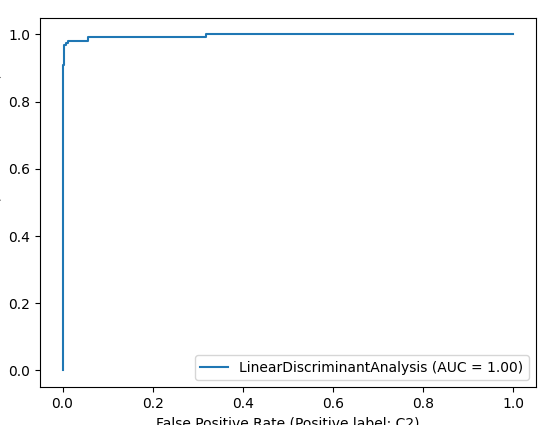 1.0
0.8
0.6
0.4
0.2
0.0
LinearDiscriminantAnalysis (AUC = 1.00)
0.0 0.2 0.4 0.6 0.8 1.0
False Positive Rate (Positive label: C2)